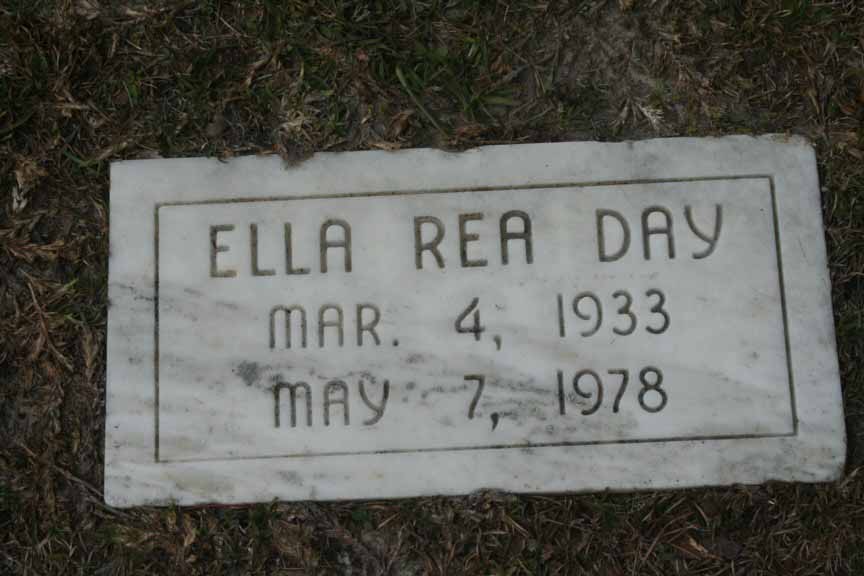 ELLA REA DAY
MAR. 4, 1933
MAY 7, 1978